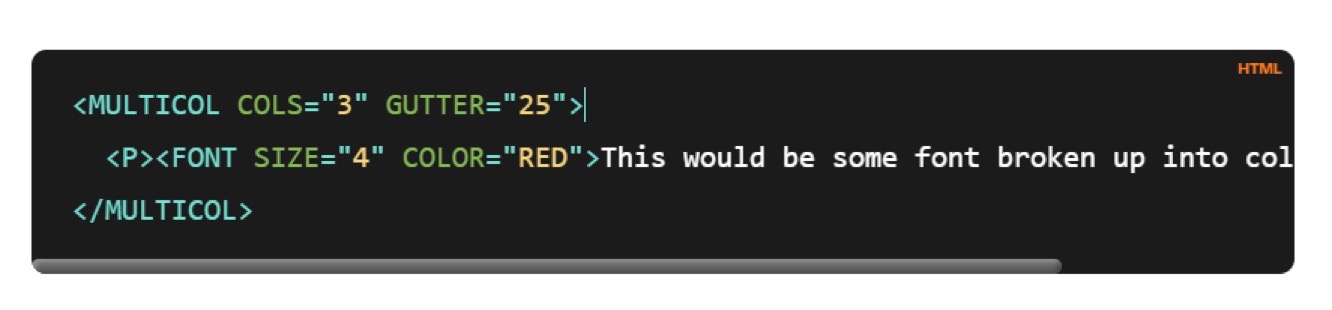 HTML
<MULTICOL COLS="3" GUTTER="25">
<P><FONT SIZE="4" COLOR="RED">This would be some font broken up into col
</MULTICOL>